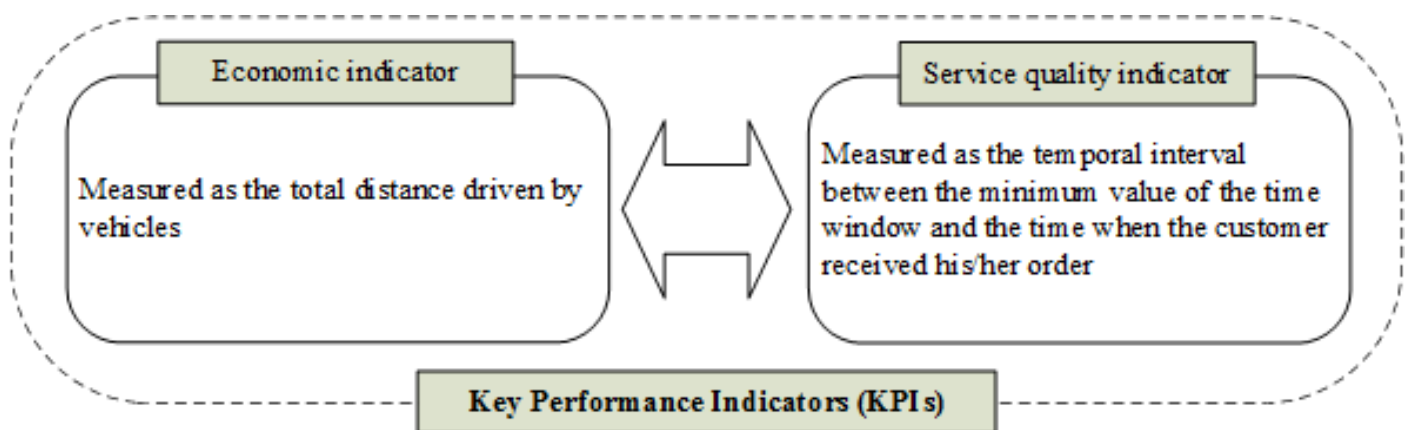 Economic indicator
Measured as the total distance driven by
vehicles
Service quality indicator
Measured as the temporal interval
between the minimum value of the time
window and the time when the customer
received his/her order
Key Performance Indicators (KPIs)